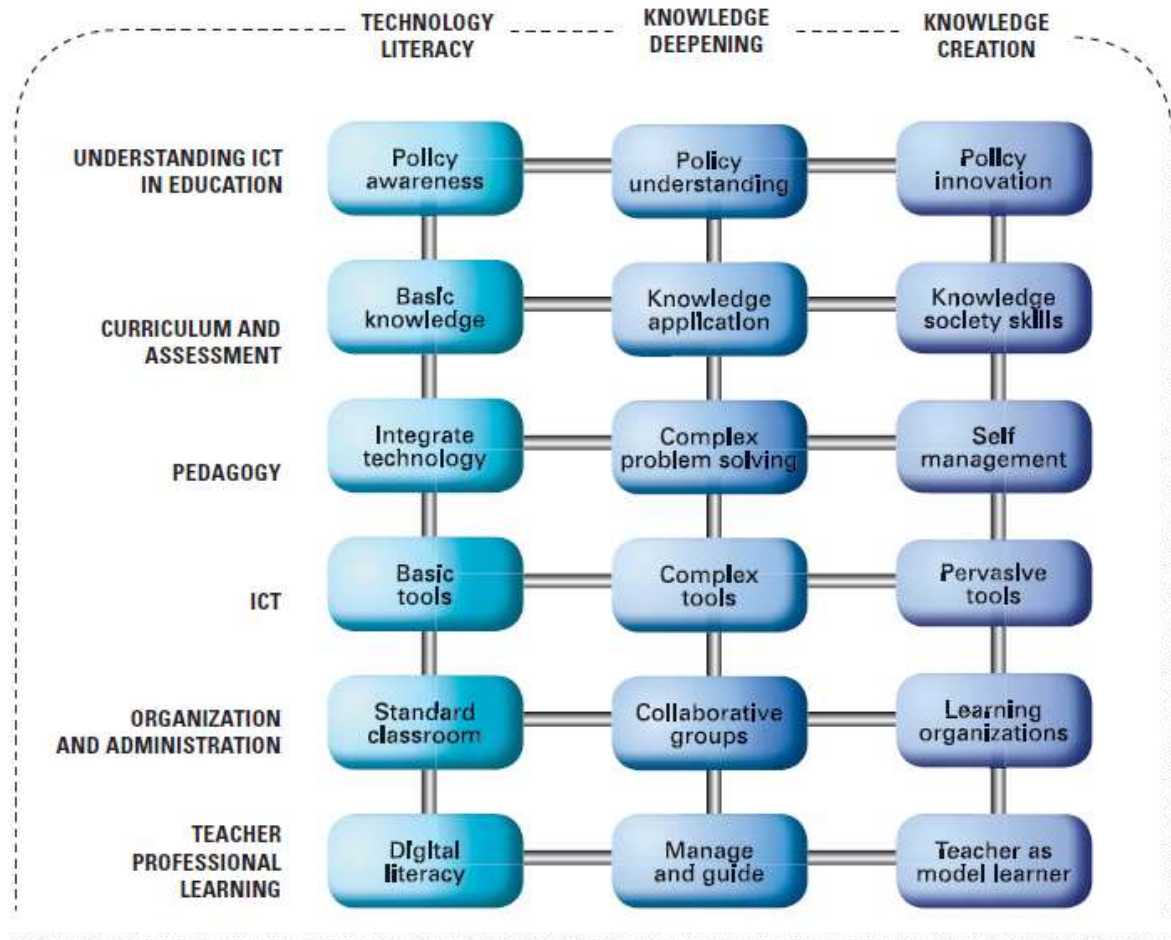 TECHNOLOGY
LITERACY
KNOWLEDGE
DEEPENING
KNOWLEDGE
CREATION
UNDERSTANDING ICT
IN EDUCATION
Policy
awareness
Policy
understanding
Policy
innovation
CURRICULUM AND
ASSESSMENT
Basic
knowledge
Knowledge
application
Knowledge
society skills
PEDAGOGY
Integrate
technology
Complex
problem solving
Self
management
ICT
Basic
tools
Complex
tools
Pervasive
tools
ORGANIZATION
AND ADMINISTRATION
Standard
classroom
Collaborative
groups
Learning
organizations
TEACHER
PROFESSIONAL
LEARNING
Digital
literacy
Manage
and guide
Teacher as
model learner